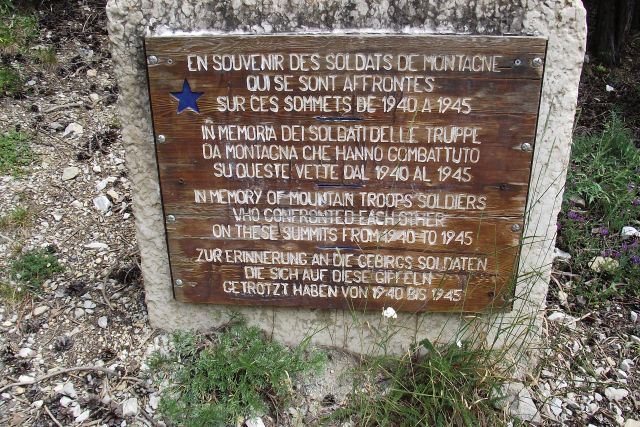 EN SOUVENIR DES SOLDATS DE MONTAGNE
QUI SE SONT AFFRONTES
SUR CES SOMMETS DE 1940 A 1945
IN MEMORIA DEI SOLDATI DELLE TRUPPE
DA MONTAGNA CHE HANNO COMBATTUTO
SU QUESTE VETTE DAL 1940 AL 1945
IN MEMORY OF MOUNTAIN TROOPS SOLDIERS
WHO CONFRONTED EACH OTHER
ON THESE SUMMITS FROM 1940 TO 1945
ZUR ERINNERUNG AN DIE GEBIRGS SOLDATEN
DIE SICH AUF DIESE GIFFELN
GETROTZT HABEN VON 1940 BIS 1945